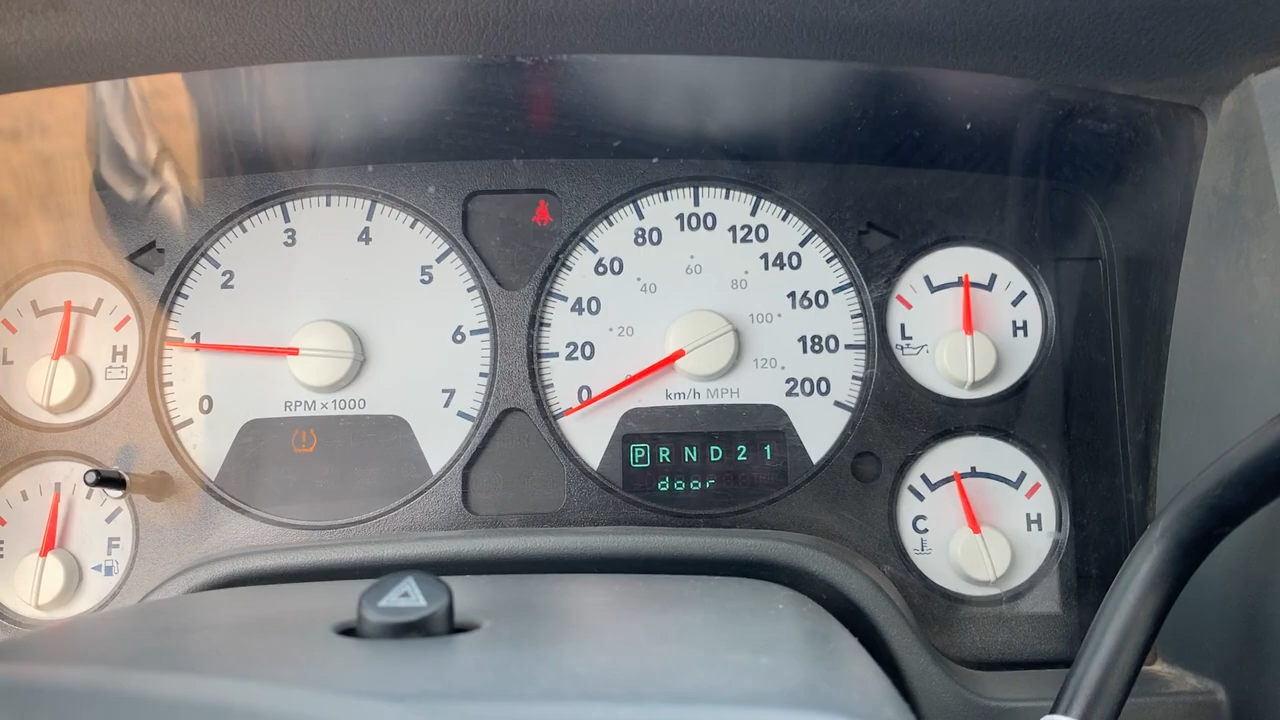 L H
E F
0 1 2 3 4 5 6 7
RPM x 1000
0 20 40 60 80 100 120 140 160 180 200
20 40 60 80 100 120
km/h MPH
P R N D 2 1
door
L H
C H